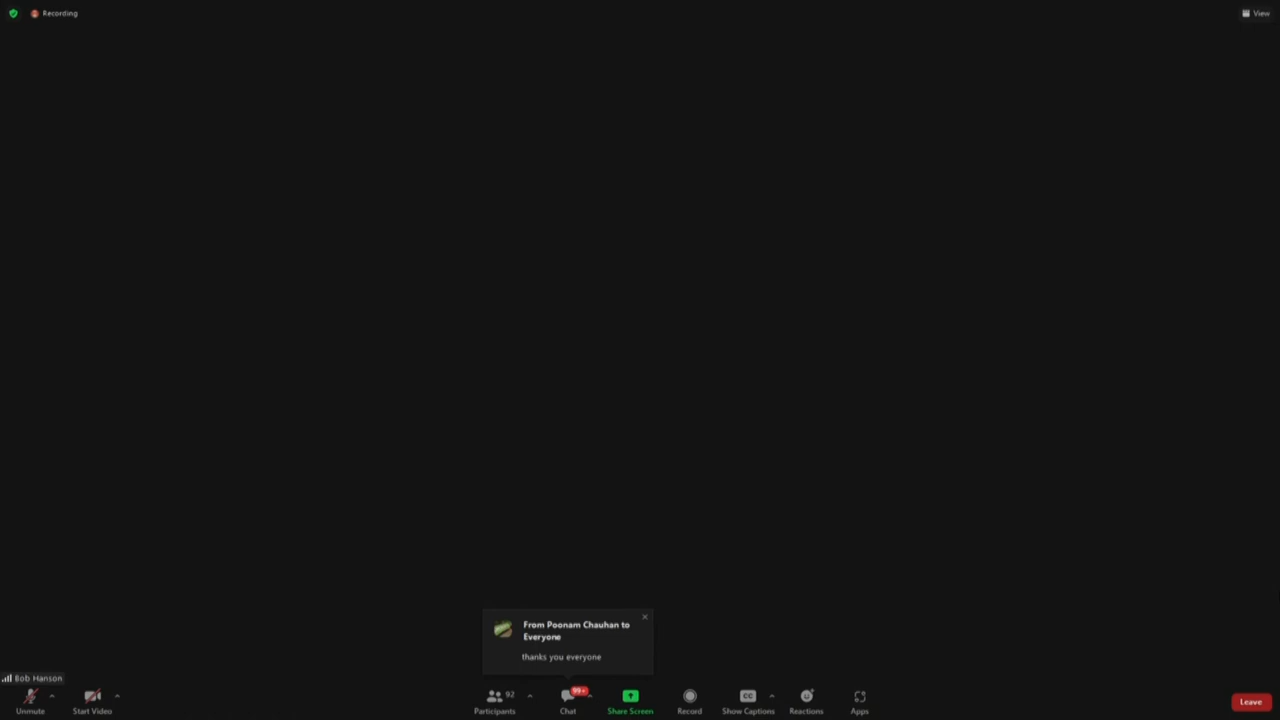 Recording
View
From Poonam Chauhan to
Everyone
thanks you everyone
Bob Hanson
92
99+
CC
Unmute
Start Video
Participants
Chat
Share Screen
Record
Show Captions
Reactions
Apps
Leave